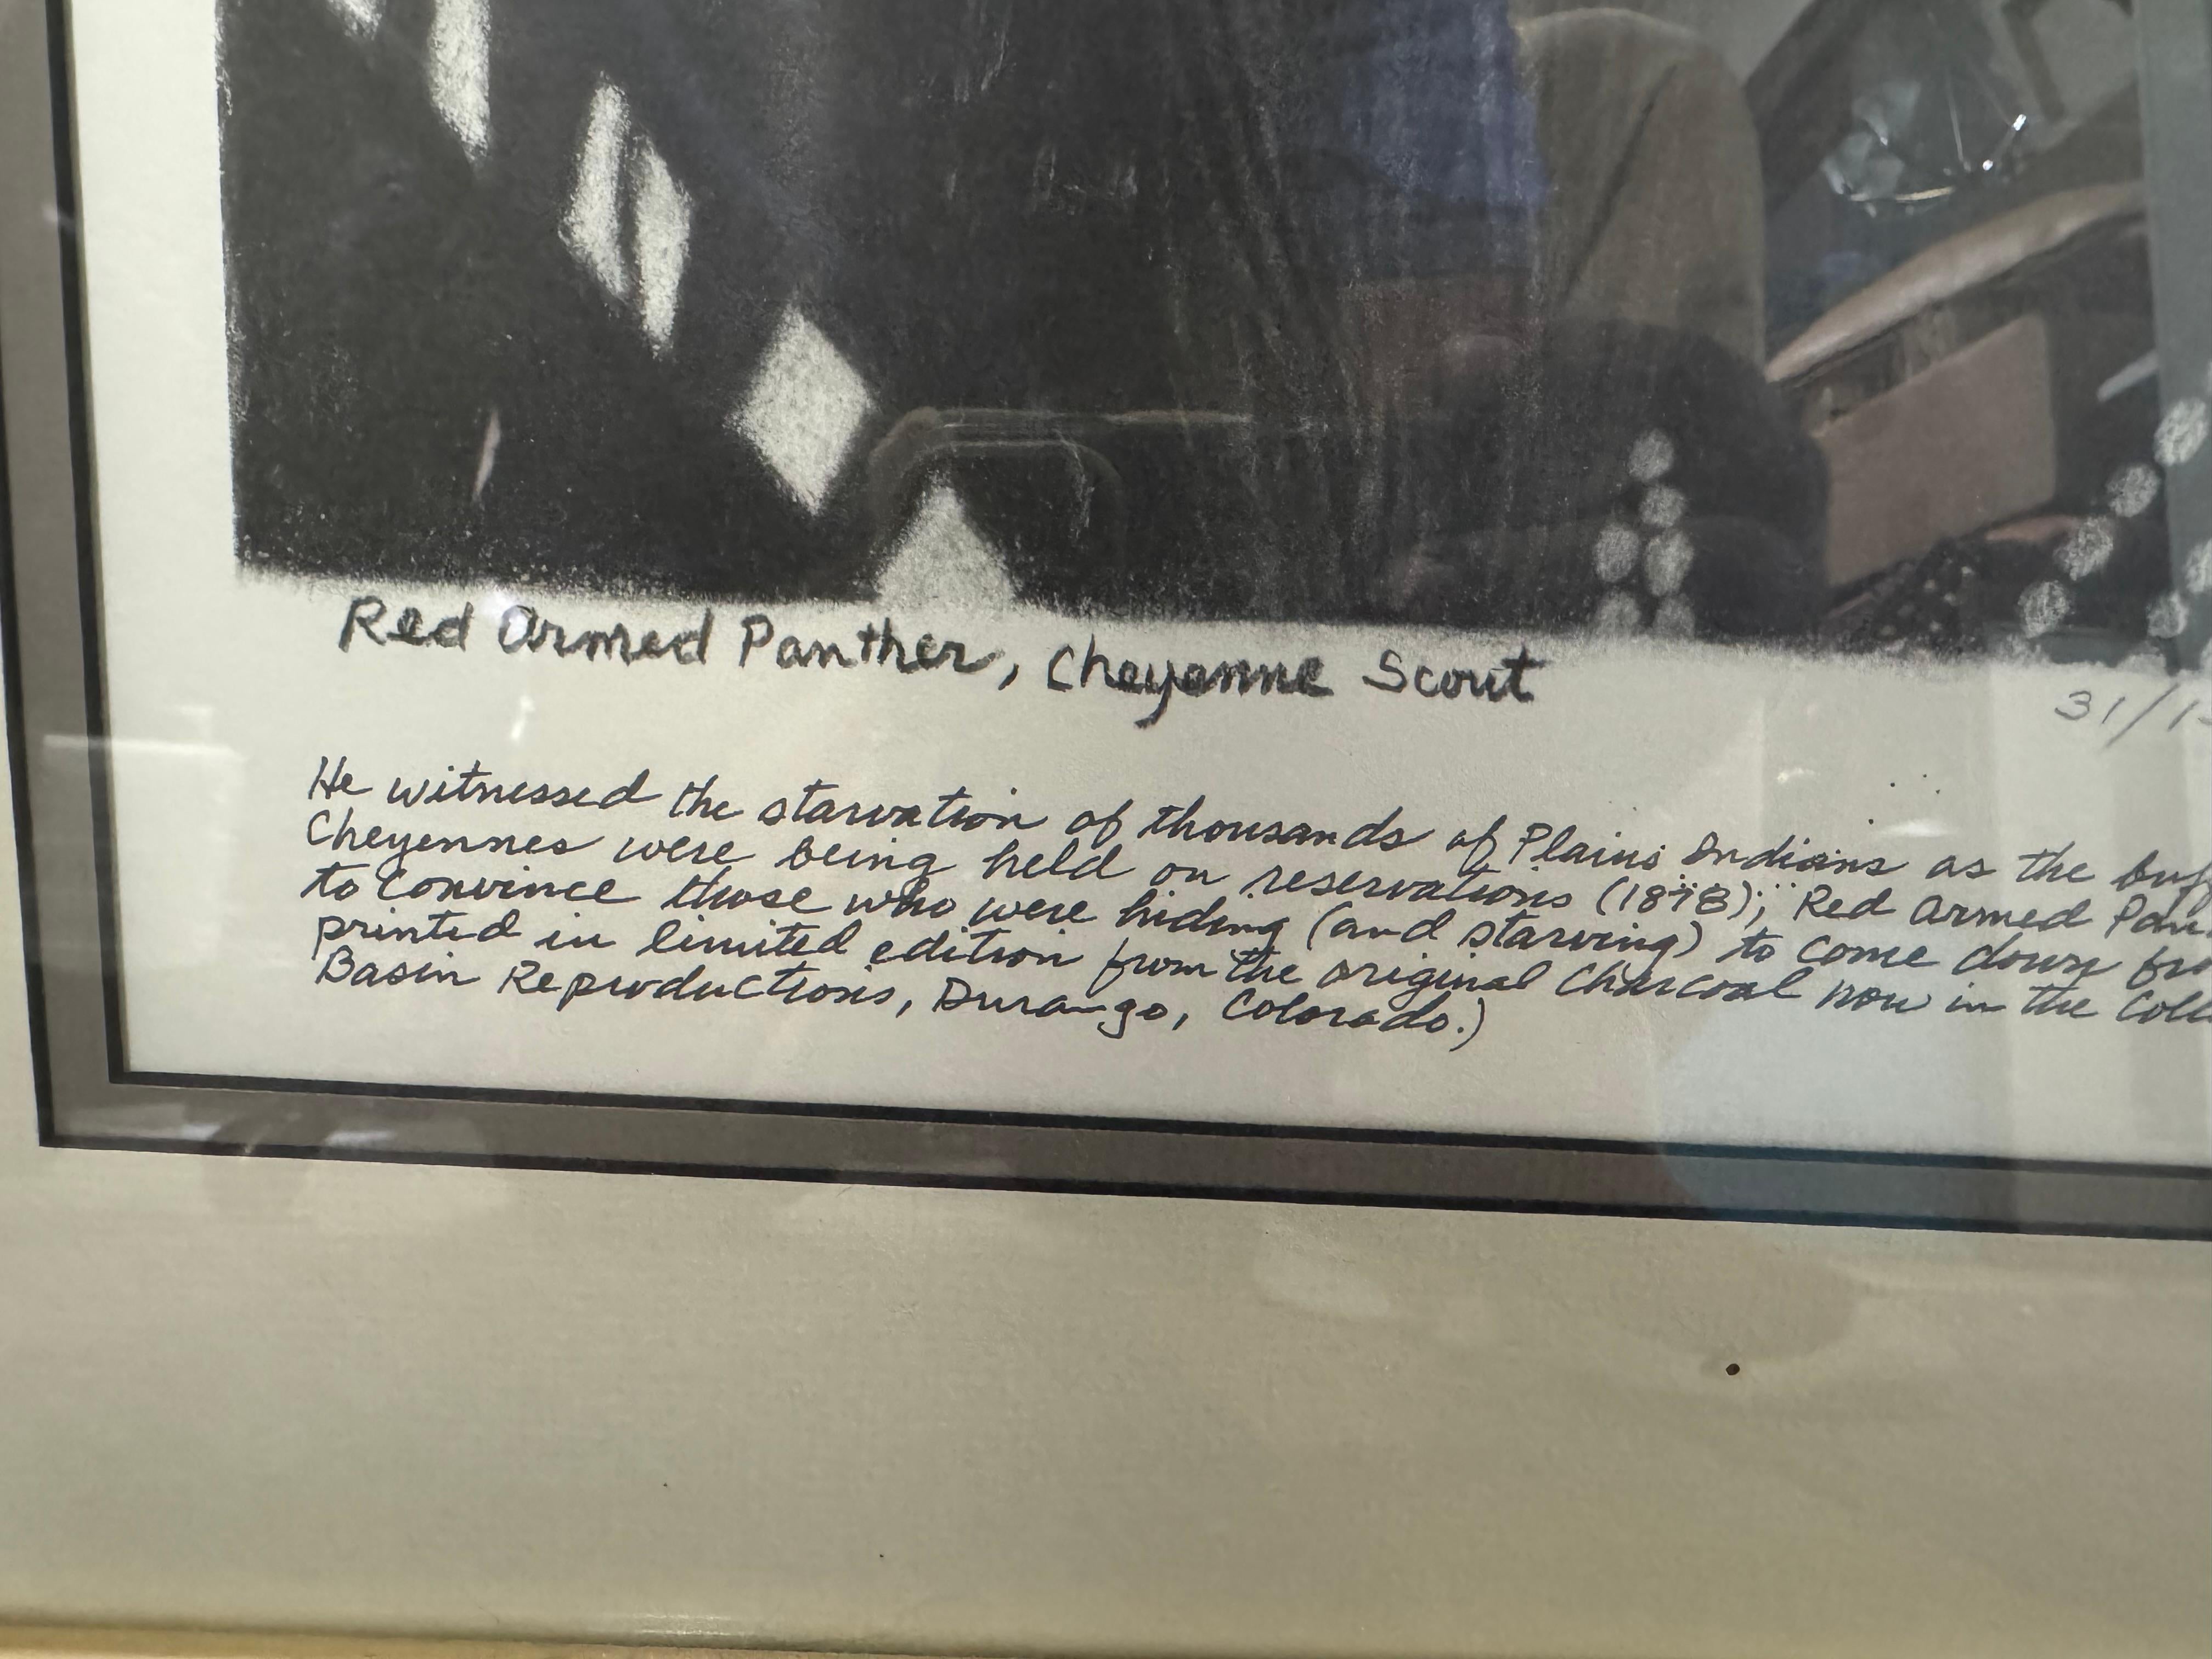 Red Armed Panther, Cheyenne Scout
31/1
He witnessed the starvation of thousands of Plains Indians as the
Cheyennes were being held on reservations (1878); Red Armed
to convince those who were hiding (and starving) to come down
printed in limited edition from the original charcoal now in the
Basin Reproductions, Durango, Colorado.)